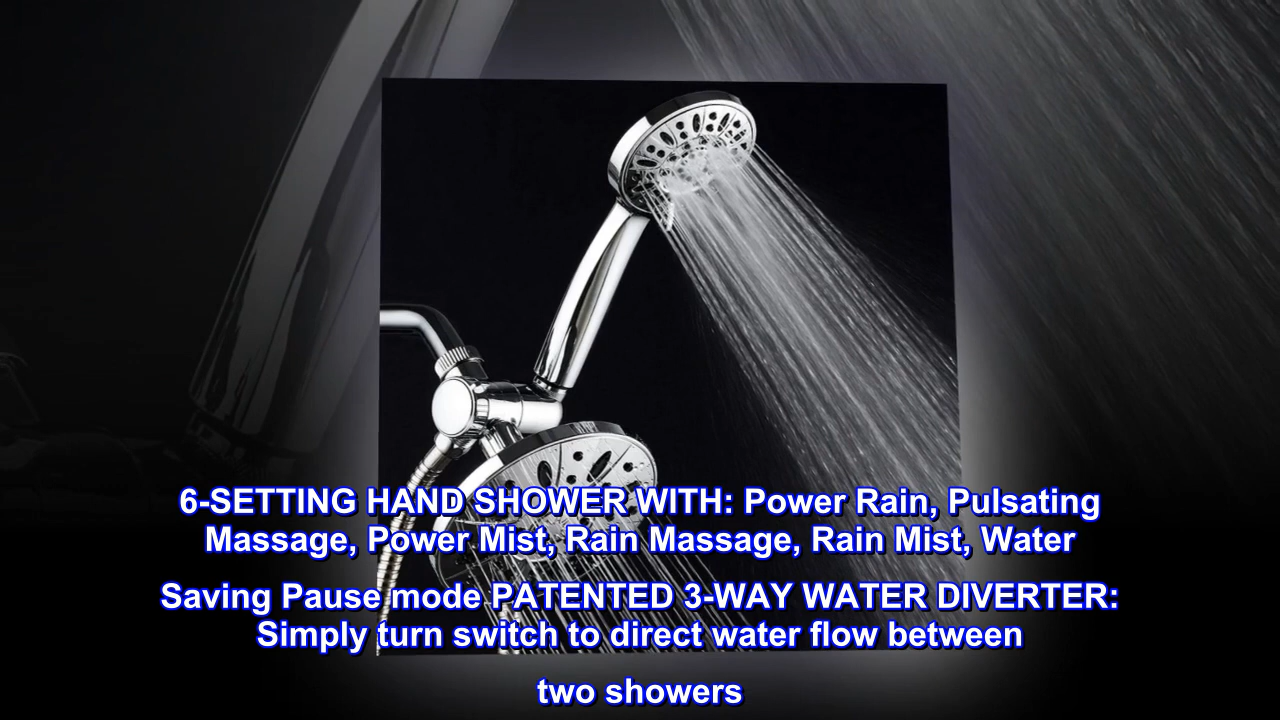 6-SETTING HAND SHOWER WITH: Power Rain, Pulsating
Massage, Power Mist, Rain Massage, Rain Mist, Water
Saving Pause mode PATENTED 3-WAY WATER DIVERTER:
Simply turn switch to direct water flow between
two showers